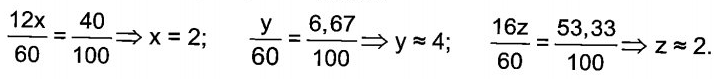 12x/60 = 40/100 ⇒ x = 2; y/60 = 6,67/100 ⇒ y ≈ 4; 16z/60 = 53,33/100 ⇒ z ≈ 2.